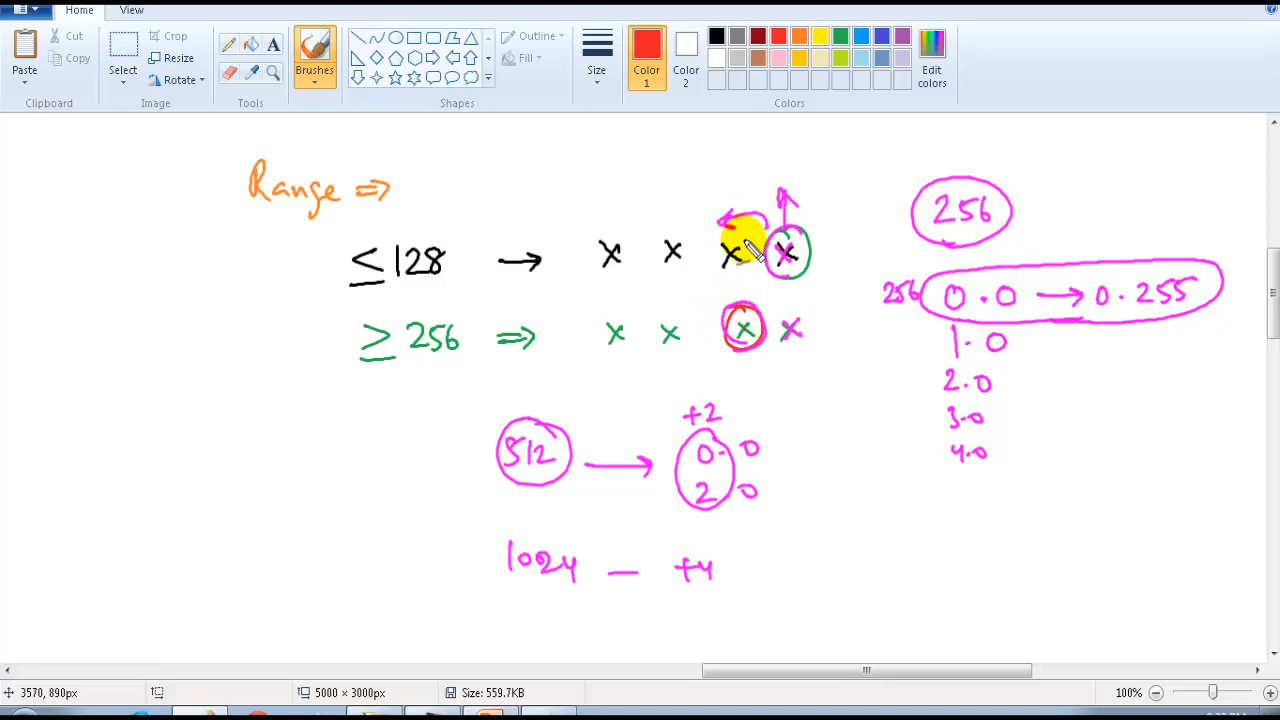 Home View
Cut
Copy
Paste
Clipboard
Crop
Resize
Rotate
Select
Image
A
Tools
Brushes
Outline
Fill
Shapes
Size
Color 1
Color 2
Edit colors
Colors
Range ⇒
≤128 → x x x x
≥ 256 ⇒ x x x x
256
256 0.0 → 0.255
1.0
2.0
3.0
4.0
+2
512 → 0.0
2 0
1024 – +4
3570, 890px
5000 × 3000px
Size: 559.7KB
100%